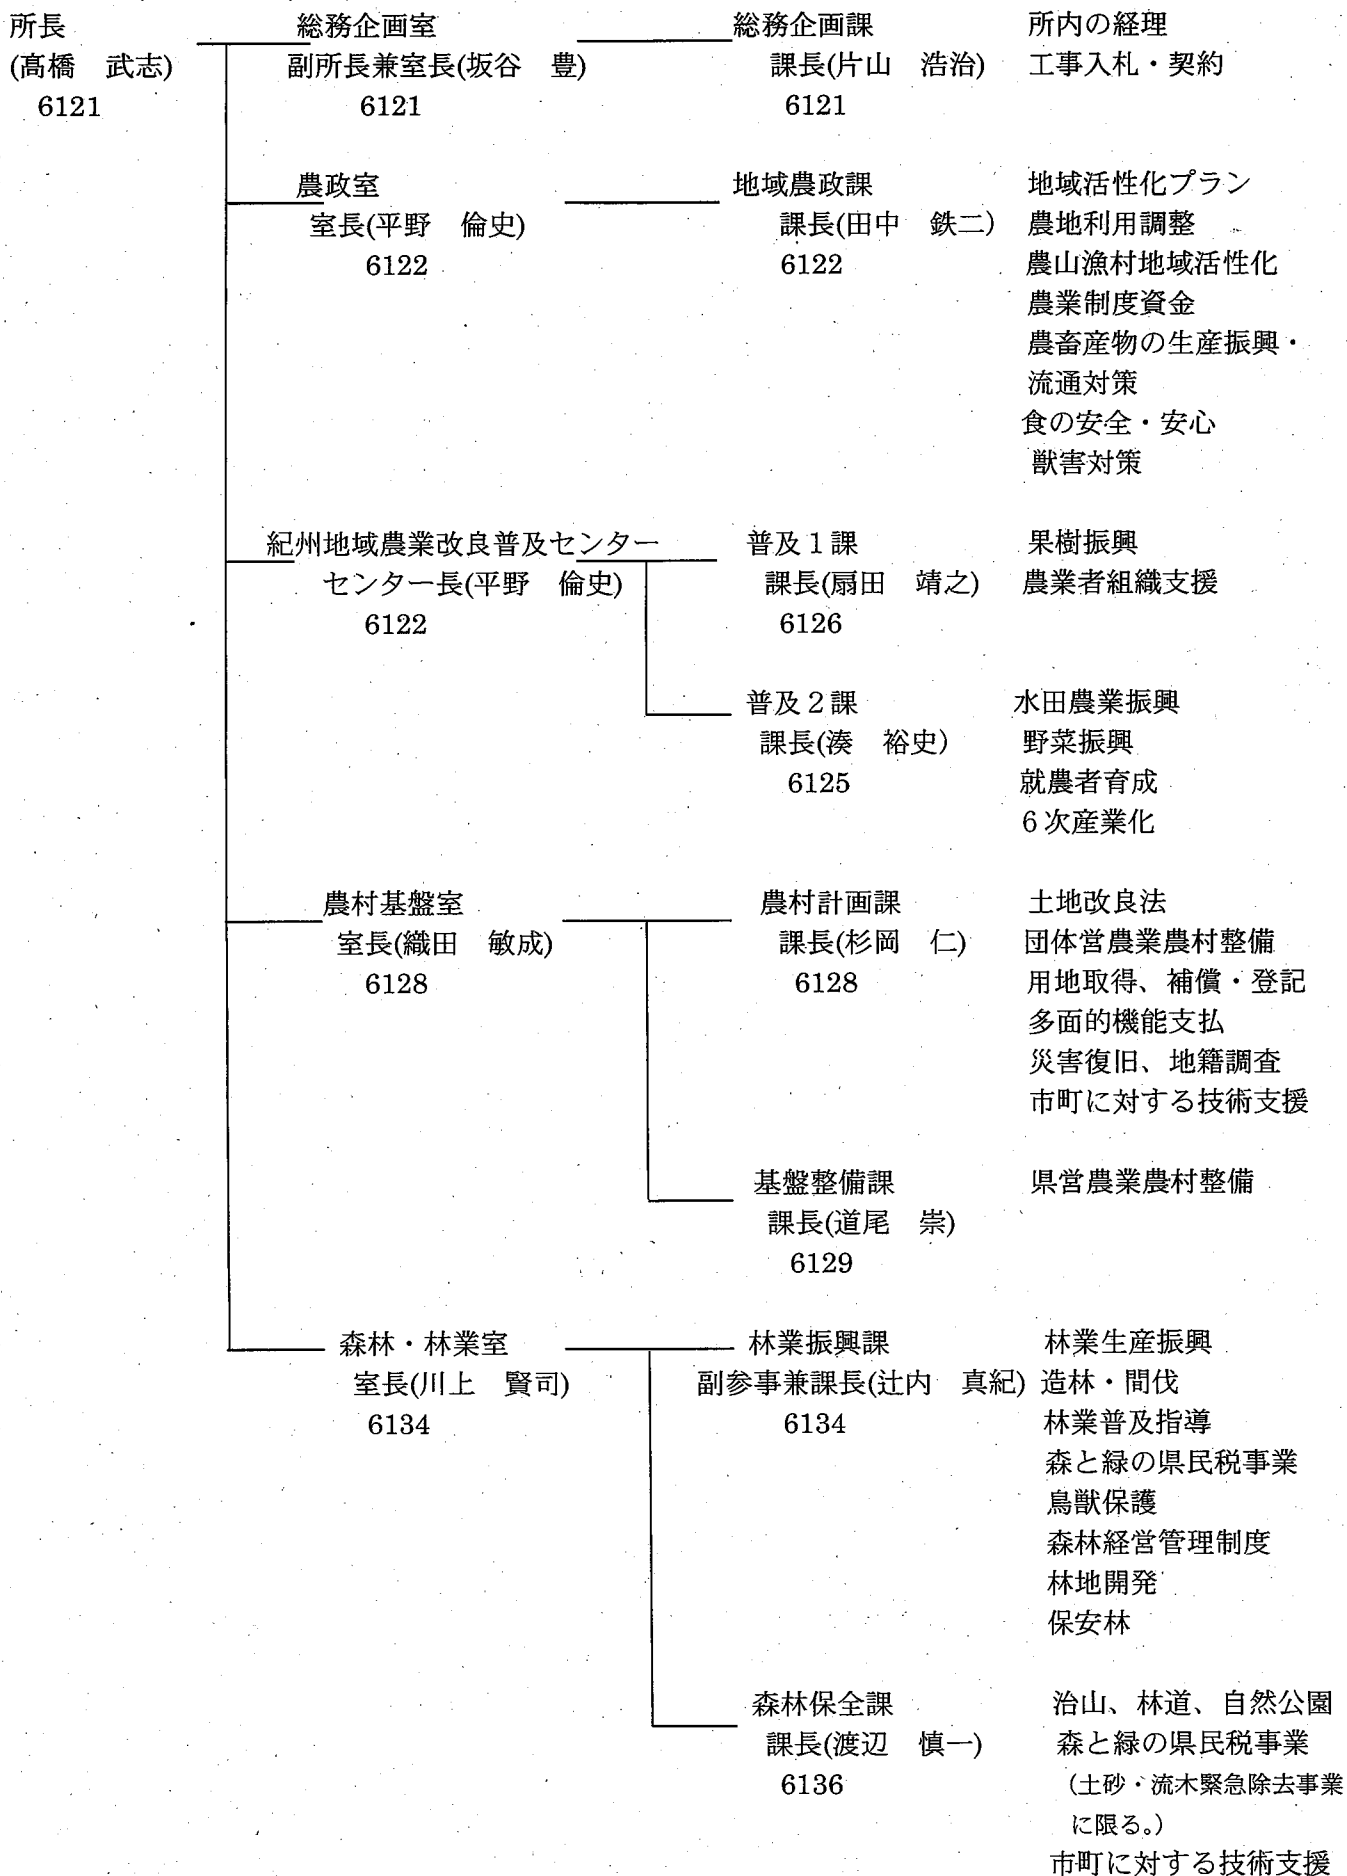 所長
(髙橋　武志)
6121
総務企画室
副所長兼室長(坂谷　豊)
6121
総務企画課
課長(片山　浩治)
6121
所内の経理
工事入札・契約
農政室
室長(平野　倫史)
6122
地域農政課
課長(田中　鉄二)
6122
地域活性化プラン
農地利用調整
農山漁村地域活性化
農業制度資金
農畜産物の生産振興・
流通対策
食の安全・安心
獣害対策
紀州地域農業改良普及センター
センター長(平野　倫史)
6122
普及１課
課長(扇田　靖之)
6126
果樹振興
農業者組織支援
普及２課
課長(湊　裕史)
6125
水田農業振興
野菜振興
就農者育成
６次産業化
農村基盤室
室長(織田　敏成)
6128
農村計画課
課長(杉岡　仁)
6128
土地改良法
団体営農業農村整備
用地取得、補償・登記
多面的機能支払
災害復旧、地籍調査
市町に対する技術支援
基盤整備課
課長(道尾　崇)
6129
県営農業農村整備
森林・林業室
室長(川上　賢司)
6134
林業振興課
副参事兼課長(辻内　真紀)
6134
林業生産振興
造林・間伐
林業普及指導
森と緑の県民税事業
鳥獣保護
森林経営管理制度
林地開発
保安林
森林保全課
課長(渡辺　慎一)
6136
治山、林道、自然公園
森と緑の県民税事業
（土砂・流木緊急除去事業
に限る。）
市町に対する技術支援